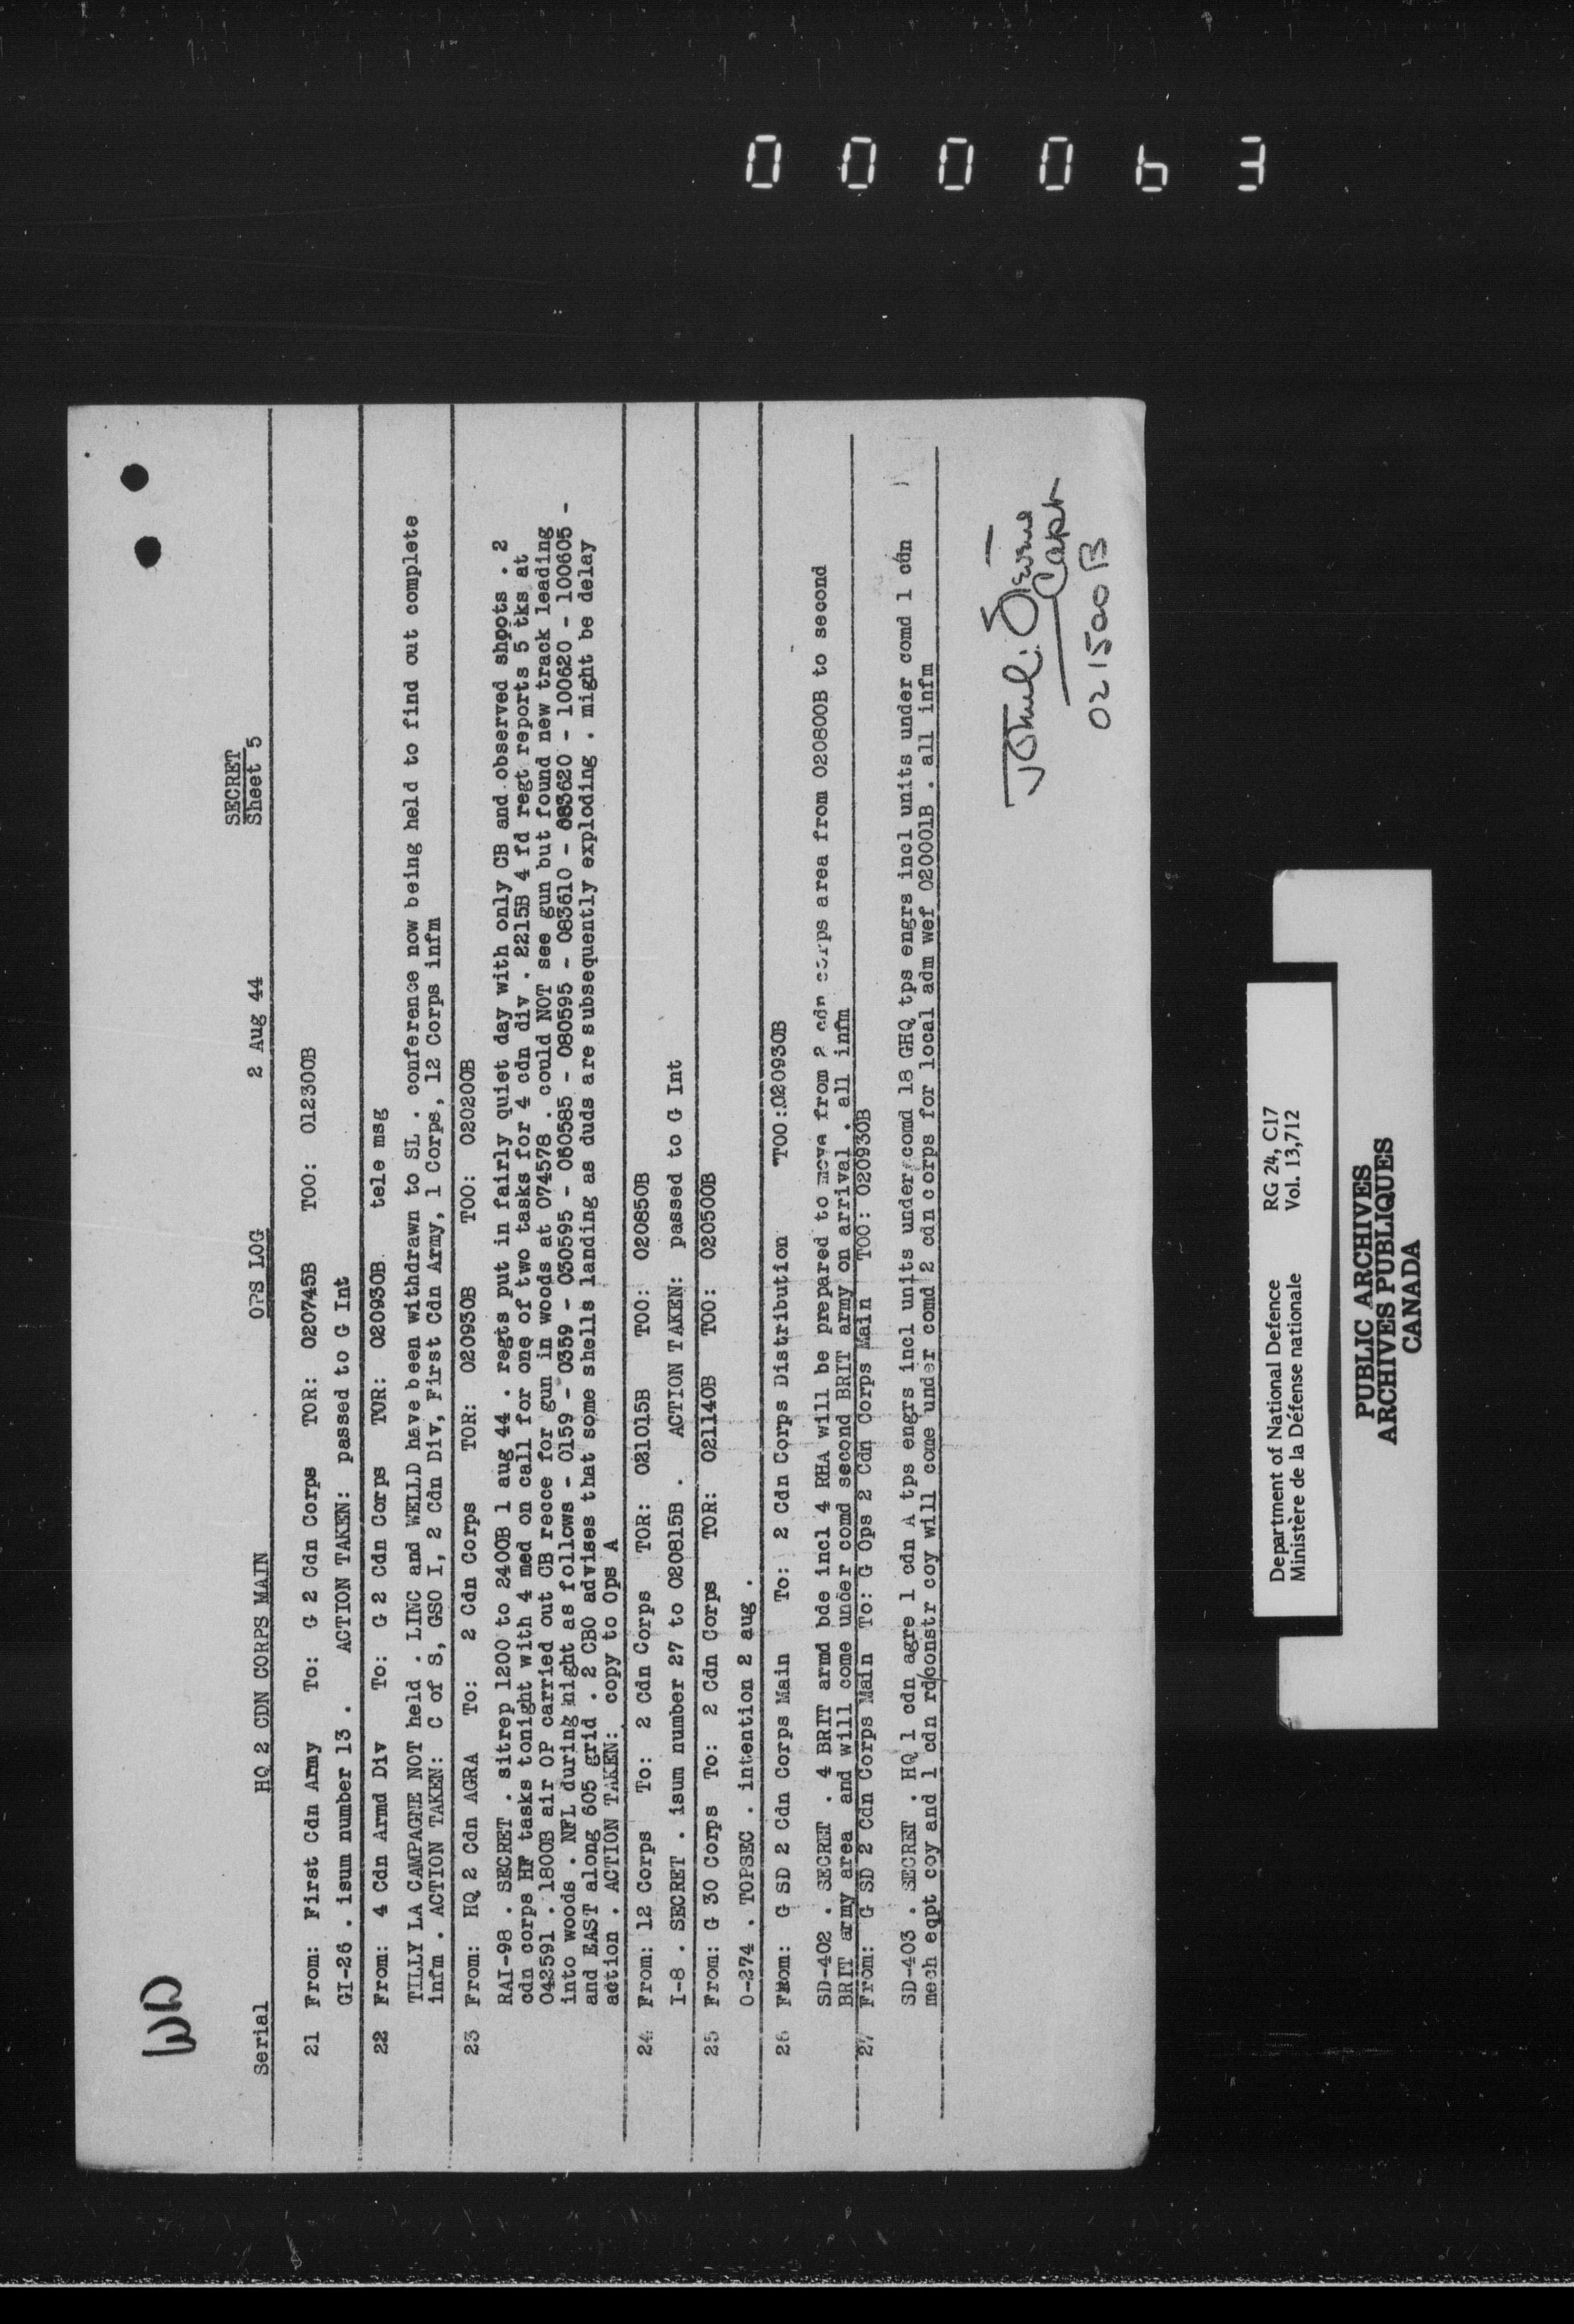 000063
WD
SECRET
Serial HQ 2 CDN CORPS MAIN OPS LOG 2 Aug 44 Sheet 5
21 From: First Cdn Army To: G 2 Cdn Corps TOR: 020745B TOO: 012300B
GI-26 . isum number 13 . ACTION TAKEN: passed to G Int
22 From: 4 Cdn Armd Div To: G 2 Cdn Corps TOR: 020930B tele msg
TILLY LA CAMPAGNE NOT held . LINC and WELLD have been withdrawn to SL . conference now being held to find out complete
infm . ACTION TAKEN: C of S, GSO I, 2 Cdn Div, First Cdn Army, 1 Corps, 12 Corps infm
23 From: HQ 2 Cdn AGRA To: 2 Cdn Corps TOR: 020930B TOO: 020200B
RAI-98 . SECRET . sitrep 1200 to 2400B 1 aug 44 . regts put in fairly quiet day with only CB and observed shoots . 2
cdn corps HF tasks tonight with 4 med on call for one of two tasks for 4 cdn div . 2215B 4 fd regt reports 5 tks at
042591 . 1800B air OP carried out CB recce for gun in woods at 074578 . could NOT see gun but found new track leading
into woods . NFL during night as follows - 0159 - 0359 - 030595 - 060585 - 080595 - 083610 - 083620 - 100620 - 100605 -
and EAST along 605 grid . 2 CBO advises that some shells landing as duds are subsequently exploding . might be delay
action . ACTION TAKEN: copy to Ops A
24 From: 12 Corps To: 2 Cdn Corps TOR: 021015B TOO: 020850B
I-8 . SECRET . isum number 27 to 020815B . ACTION TAKEN: passed to G Int
25 From: G 30 Corps To: 2 Cdn Corps TOR: 021140B TOO: 020500B
O-274 . TOPSEC . intention 2 aug .
26 From: G SD 2 Cdn Corps Main To: 2 Cdn Corps Distribution TOO: 020930B
SD-402 . SECRET . 4 BRIT armd bde incl 4 RHA will be prepared to move from 2 cdn corps area from 020800B to second
BRIT army area and will come under comd second BRIT army on arrival . all infm
27 From: G SD 2 Cdn Corps Main To: G Ops 2 Cdn Corps Main TOO: 020930B
SD-403 . SECRET . HQ 1 cdn agre 1 cdn A tps engrs incl units under comd 18 GHQ tps engrs incl units under comd 1 cdn
mech eqpt coy and 1 cdn rd/constr coy will come under comd 2 cdn corps for local adm wef 020001B . all infm
Capt
021500B
Department of National Defence RG 24, C17
Ministère de la Défense nationale Vol. 13,712
PUBLIC ARCHIVES
ARCHIVES PUBLIQUES
CANADA